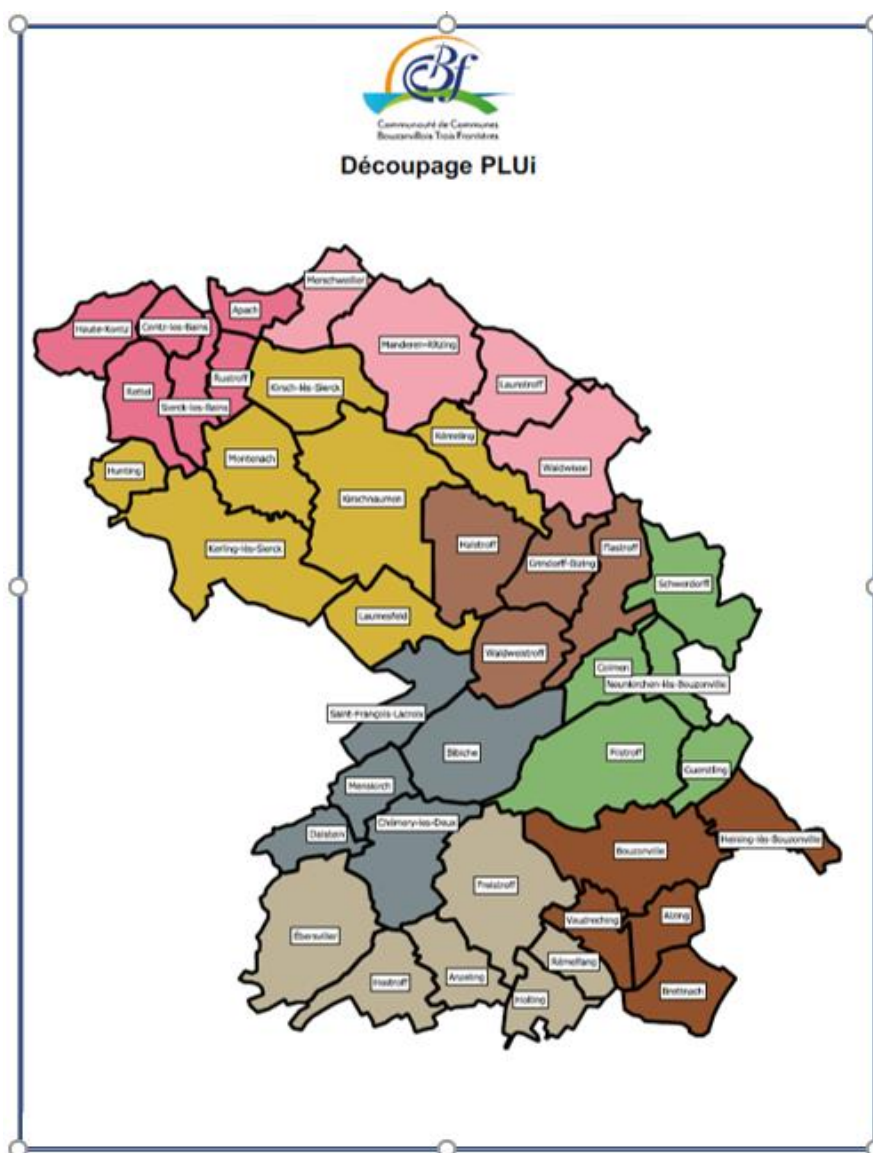 CCBf
Communauté de Communes
Bouzonvillois Trois Frontières
Découpage PLUi
Merschweiller
Apach
Haute-Kontz
Contz-les-Bains
Manderen-Ritzing
Rustroff
Kirsch-lès-Sierck
Launstroff
Rettel
Sierck-les-Bains
Rémeling
Montenach
Hunting
Waldwisse
Kirschnaumen
Halstroff
Flastroff
Kerling-lès-Sierck
Grindorff-Bizing
Schwerdorff
Laumesfeld
Waldweistroff
Colmen
Neunkirchen-lès-Bouzonville
Saint-François-Lacroix
Bibiche
Filstroff
Guerstling
Menskirch
Chémery-les-Deux
Dalstein
Heining-lès-Bouzonville
Bouzonville
Freistroff
Vaudreching
Alzing
Ébersviller
Rémelfang
Anzeling
Hestroff
Brettnach
Holling